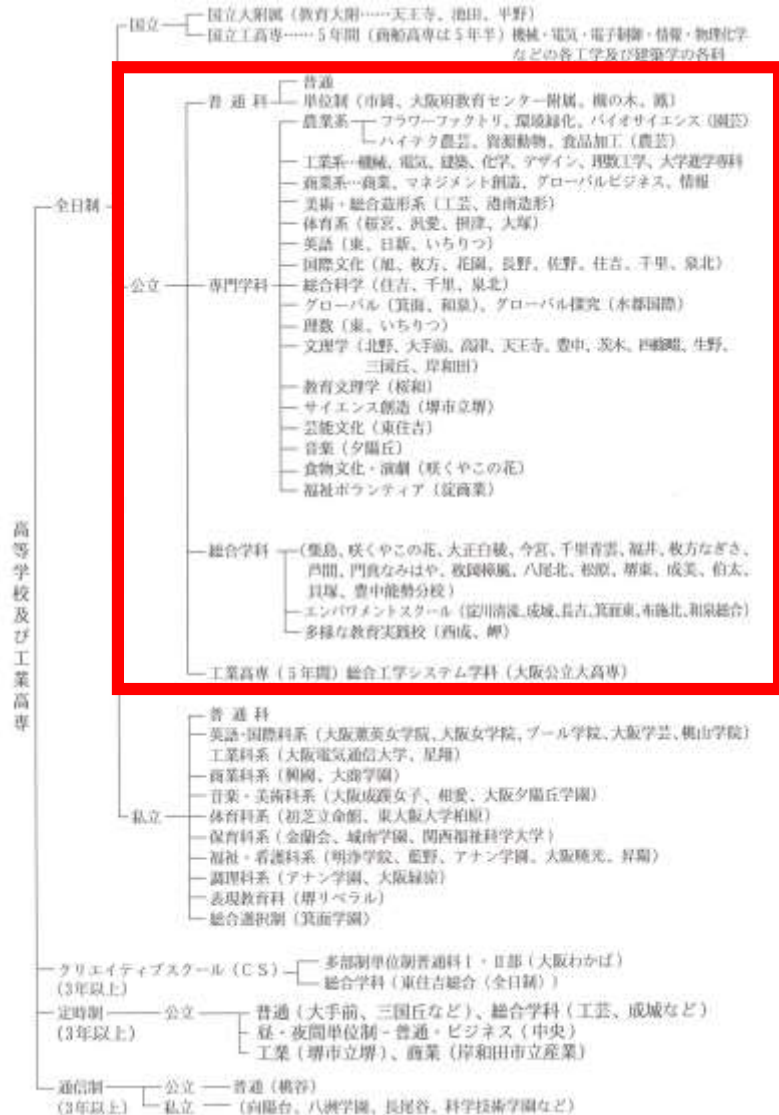 国立
国立大附属（教育大附……天王寺、池田、平野）
国立工高専……5年間（商船高専は5年半）機械・電気・電子制御・情報・物理化学
などの各工学及び建築学の各科
高等学校及び工業高専
全日制
公立
普通科
普通
単位制（市岡、大阪府教育センター附属、槻の木、鳳）
専門学科
農業系
フラワーファクトリ、環境緑化、バイオサイエンス（園芸）
ハイテク農芸、資源動物、食品加工（農芸）
工業系…機械、電気、建築、化学、デザイン、理数工学、大学進学専科
商業系…商業、マネジメント創造、グローバルビジネス、情報
美術・総合造形系（工芸、港南造形）
体育系（桜宮、汎愛、摂津、大塚）
英語（東、日新、いちりつ）
国際文化（旭、枚方、花園、長野、佐野、住吉、千里、泉北）
総合科学（住吉、千里、泉北）
グローバル（箕面、和泉）、グローバル探究（水都国際）
理数（東、いちりつ）
文理学（北野、大手前、高津、天王寺、豊中、茨木、四條畷、生野、
三国丘、岸和田）
教育文理学（桜和）
サイエンス創造（堺市立堺）
芸能文化（東住吉）
音楽（夕陽丘）
食物文化・演劇（咲くやこの花）
福祉ボランティア（淀商業）
総合学科
（柴島、咲くやこの花、大正白稜、今宮、千里青雲、福井、枚方なぎさ、
芦間、門真なみはや、枚岡樟風、八尾北、松原、堺東、成美、伯太、
貝塚、豊中能勢分校）
エンパワメントスクール（淀川清流、成城、長吉、箕面東、布施北、和泉総合）
多様な教育実践校（西成、岬）
工業高専（5年間）総合工学システム学科（大阪公立大高専）
私立
普通科
英語・国際科系（大阪薫英女学院、大阪女学院、プール学院、大阪学芸、桃山学院）
工業科系（大阪電気通信大学、星翔）
商業科系（興國、大商学園）
音楽・美術科系（大阪成蹊女子、相愛、大阪夕陽丘学園）
体育科系（初芝立命館、東大阪大学柏原）
保育科系（金蘭会、城南学園、関西福祉科学大学）
福祉・看護科系（明浄学院、藍野、アナン学園、大阪暁光、昇陽）
調理科系（アナン学園、大阪緑涼）
表現教育科（堺リベラル）
総合選択制（箕面学園）
クリエイティブスクール（CS）
(3年以上)
多部制単位制普通科Ⅰ・Ⅱ部（大阪わかば）
総合学科（東住吉総合（全日制））
定時制
(3年以上)
公立
普通（大手前、三国丘など）、総合学科（工芸、成城など）
昼・夜間単位制－普通・ビジネス（中央）
工業（堺市立堺）、商業（岸和田市立産業）
通信制
(3年以上)
公立
普通（桃谷）
私立
（向陽台、八洲学園、長尾谷、科学技術学園など）